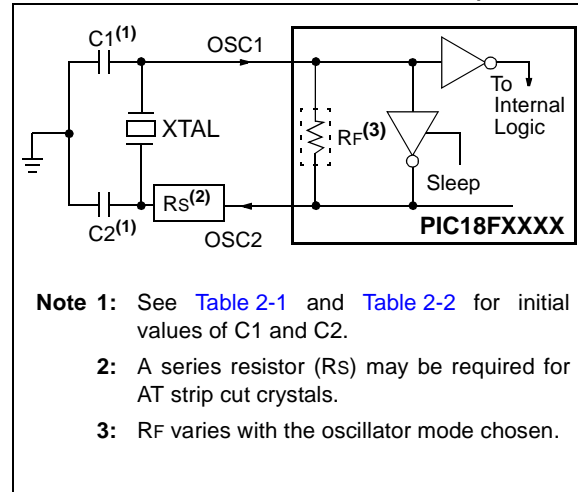 C1(1)
OSC1
To
Internal
Logic
XTAL
RF(3)
Sleep
C2(1)
RS(2)
OSC2
PIC18FXXXX
Note 1: See Table 2-1 and Table 2-2 for initial
values of C1 and C2.
2: A series resistor (RS) may be required for
AT strip cut crystals.
3: RF varies with the oscillator mode chosen.